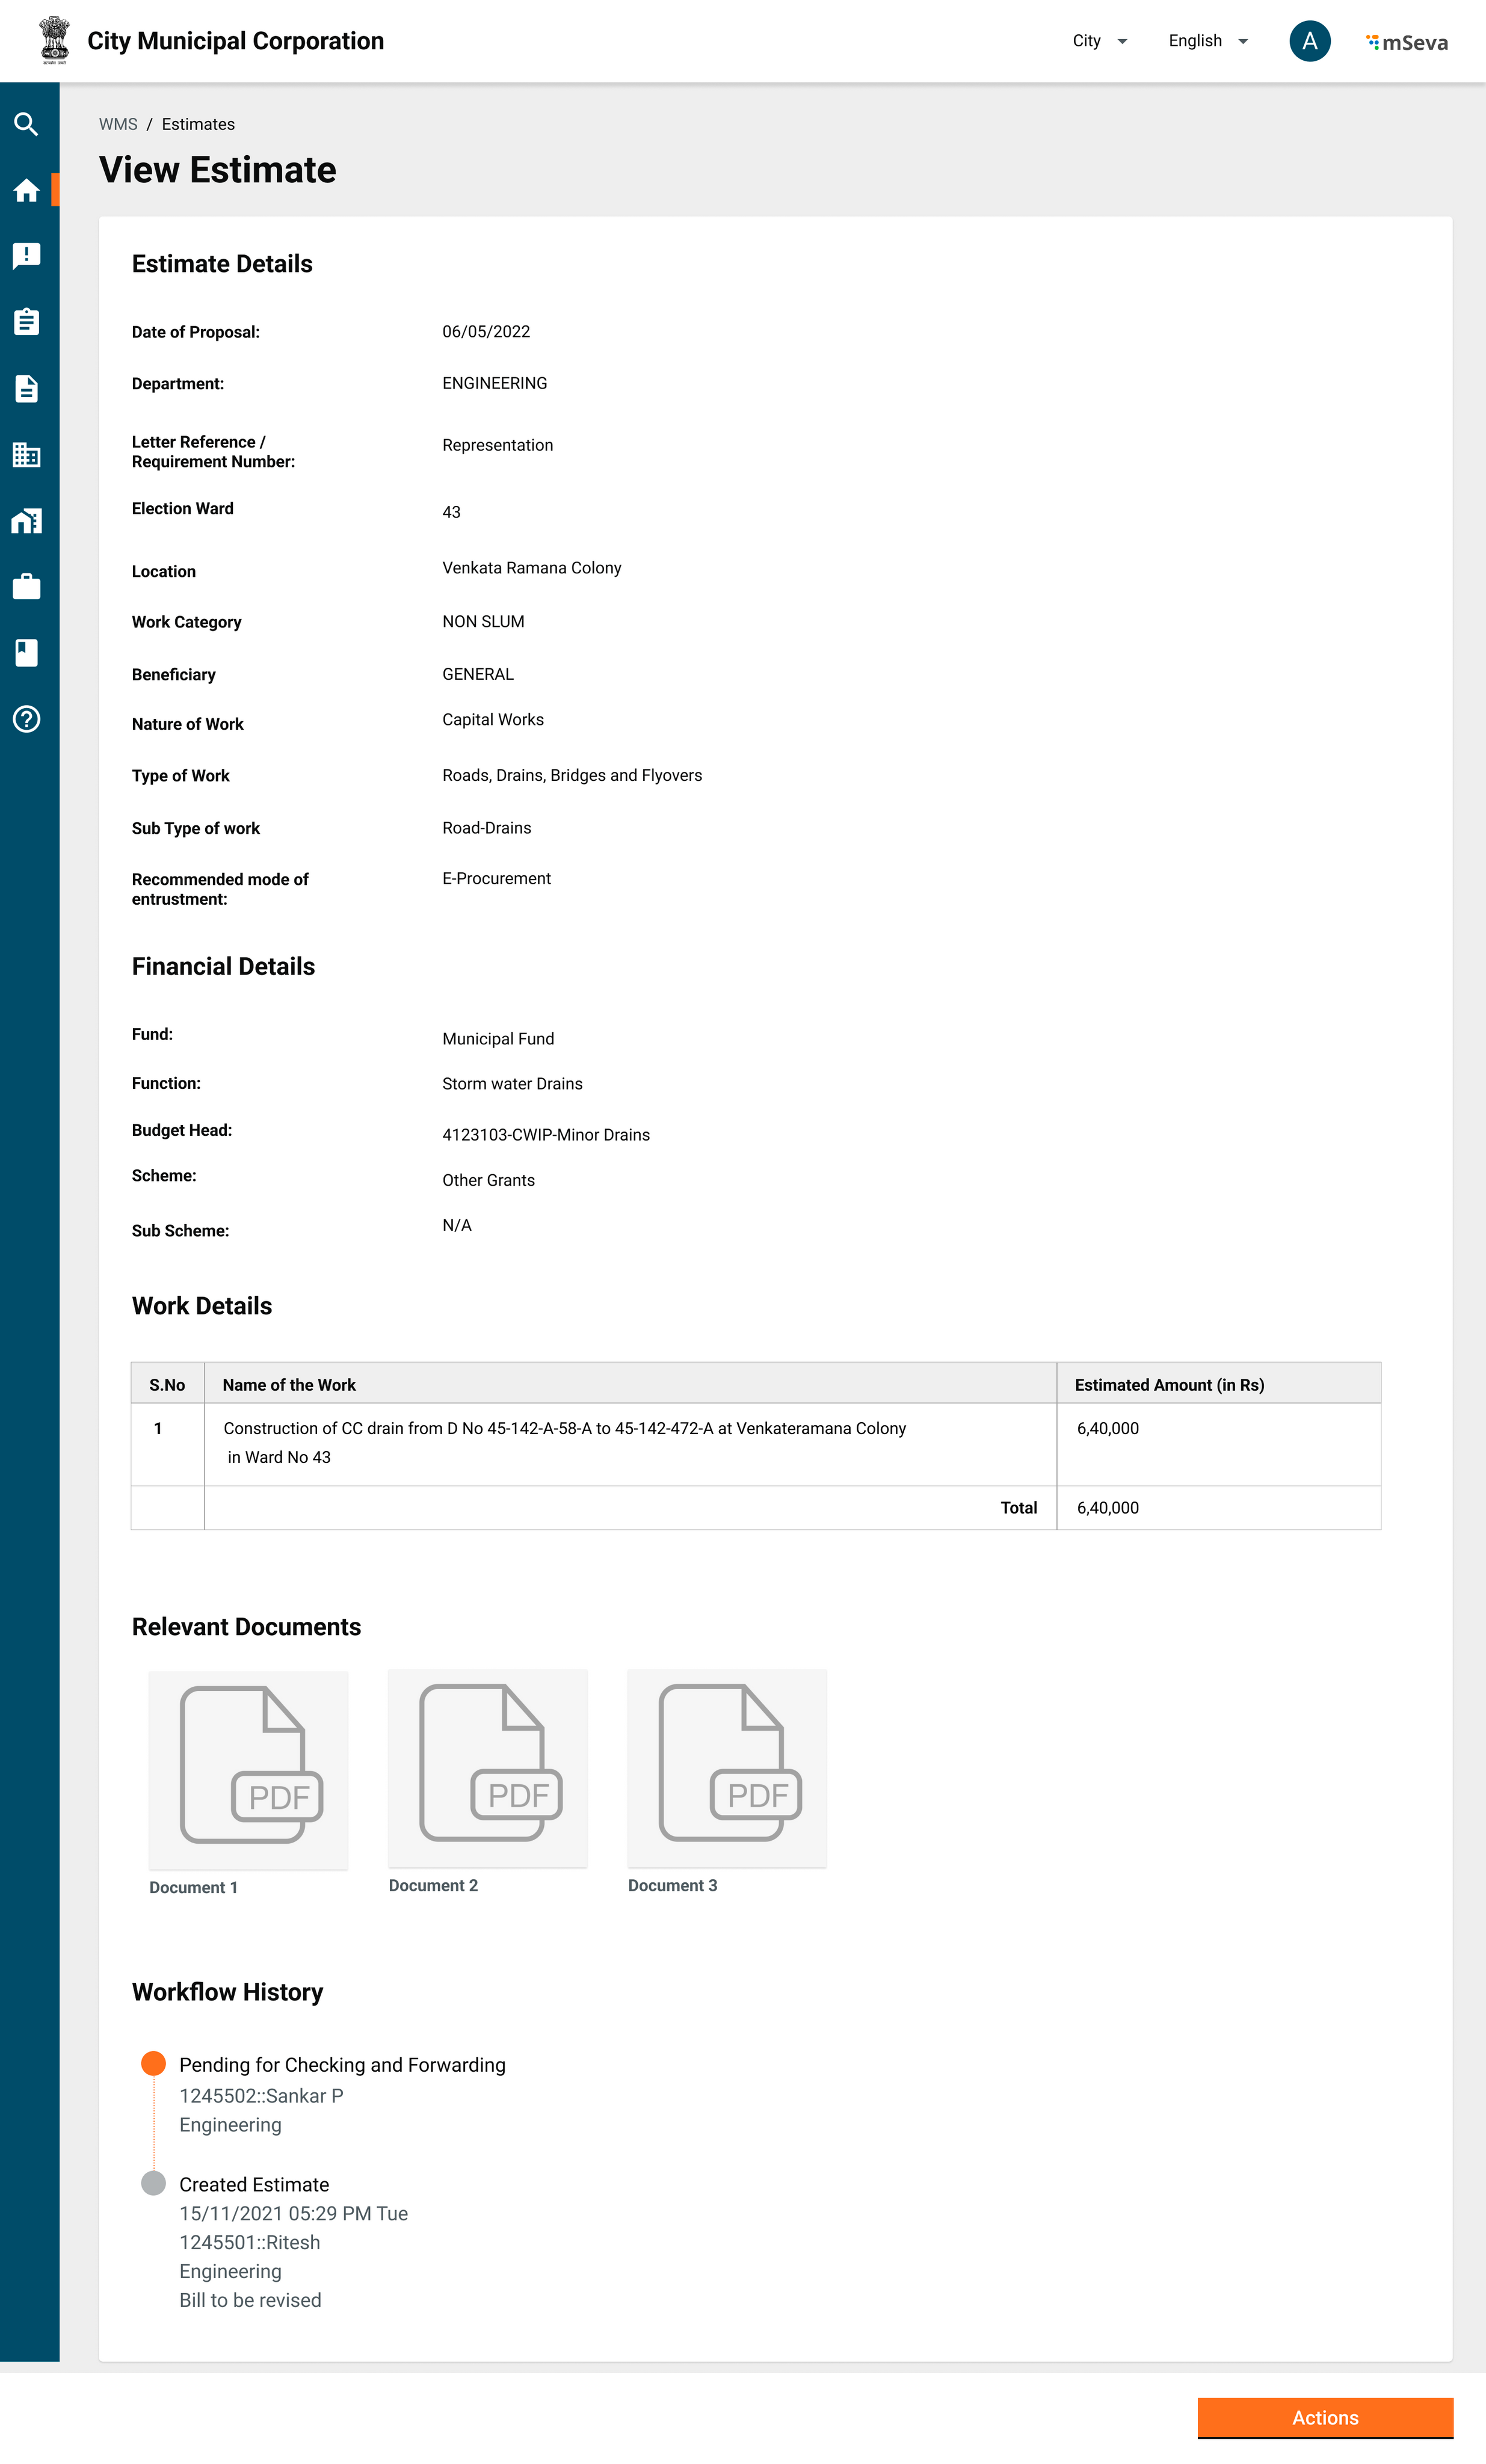 City Municipal Corporation
City
English
A
mSeva
WMS / Estimates
View Estimate
Estimate Details
Date of Proposal: 06/05/2022
Department: ENGINEERING
Letter Reference /
Requirement Number: Representation
Election Ward 43
Location Venkata Ramana Colony
Work Category NON SLUM
Beneficiary GENERAL
Nature of Work Capital Works
Type of Work Roads, Drains, Bridges and Flyovers
Sub Type of work Road-Drains
Recommended mode of E-Procurement
entrustment:
Financial Details
Fund: Municipal Fund
Function: Storm water Drains
Budget Head: 4123103-CWIP-Minor Drains
Scheme: Other Grants
Sub Scheme: N/A
Work Details
S.No Name of the Work Estimated Amount (in Rs)
1 Construction of CC drain from D No 45-142-A-58-A to 45-142-472-A at Venkateramana Colony 6,40,000
in Ward No 43
Total 6,40,000
Relevant Documents
PDF PDF PDF
Document 1 Document 2 Document 3
Workflow History
Pending for Checking and Forwarding
1245502::Sankar P
Engineering
Created Estimate
15/11/2021 05:29 PM Tue
1245501::Ritesh
Engineering
Bill to be revised
Actions